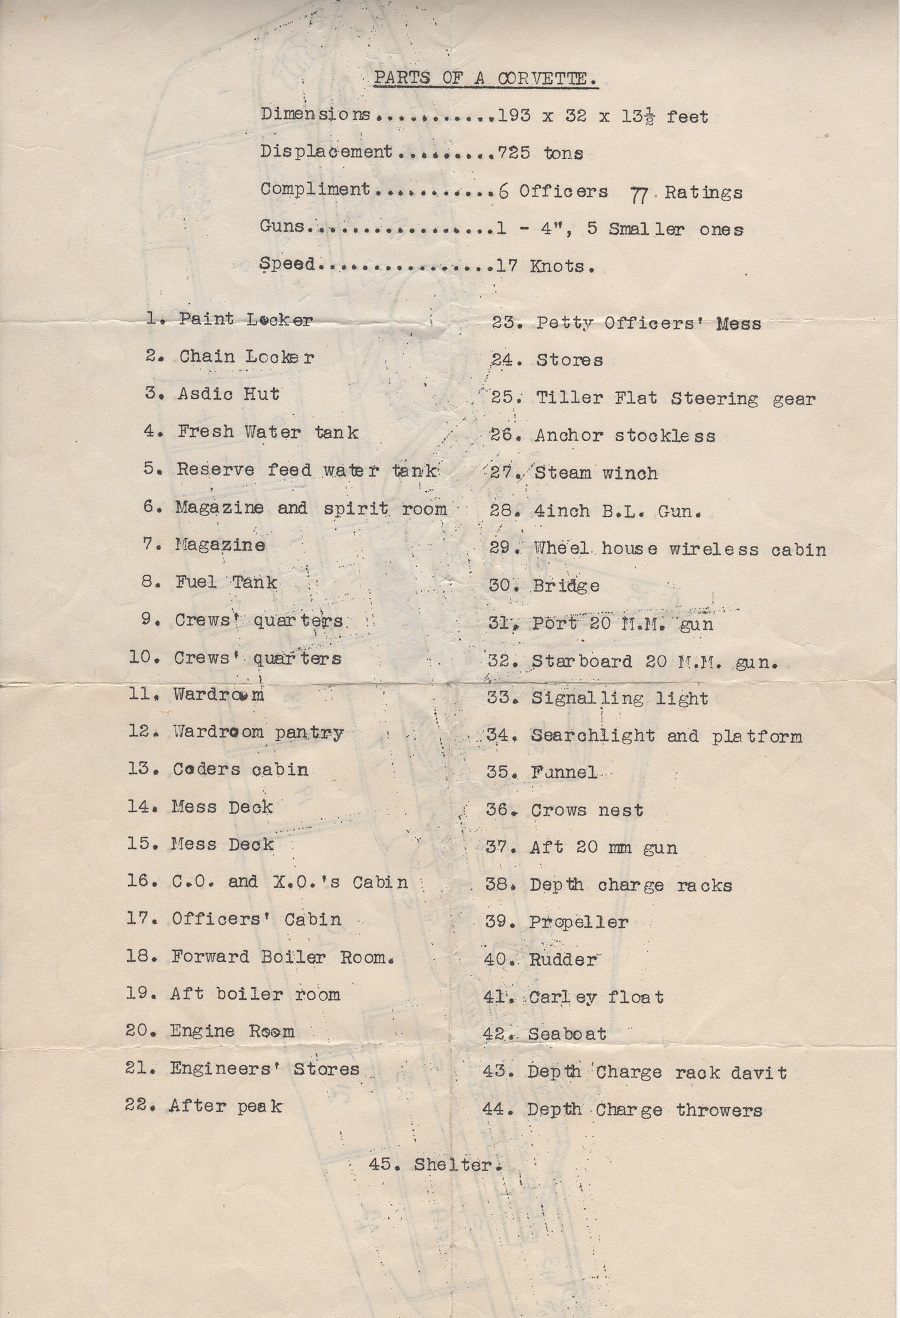 PARTS OF A CORVETTE.
Dimensions...........193 x 32 x 13½ feet
Displacement.........725 tons
Compliment...........6 Officers 77 Ratings
Guns.................1 - 4", 5 Smaller ones
Speed................17 Knots.
1. Paint Locker
2. Chain Locker
3. Asdic Hut
4. Fresh Water tank
5. Reserve feed water tank
6. Magazine and spirit room
7. Magazine
8. Fuel Tank
9. Crews' quarters
10. Crews' quarters
11. Wardroom
12. Wardroom pantry
13. Coders cabin
14. Mess Deck
15. Mess Deck
16. C.O. and X.O.'s Cabin
17. Officers' Cabin
18. Forward Boiler Room.
19. Aft boiler room
20. Engine Room
21. Engineers' Stores
22. After peak
23. Petty Officers' Mess
24. Stores
25. Tiller Flat Steering gear
26. Anchor stockless
27. Steam winch
28. 4inch B.L. Gun.
29. Wheel house wireless cabin
30. Bridge
31. Port 20 M.M. gun
32. Starboard 20 M.M. gun.
33. Signalling light
34. Searchlight and platform
35. Funnel
36. Crows nest
37. Aft 20 mm gun
38. Depth charge racks
39. Propeller
40. Rudder
41. Carley float
42. Seaboat
43. Depth Charge rack davit
44. Depth Charge throwers
45. Shelter.